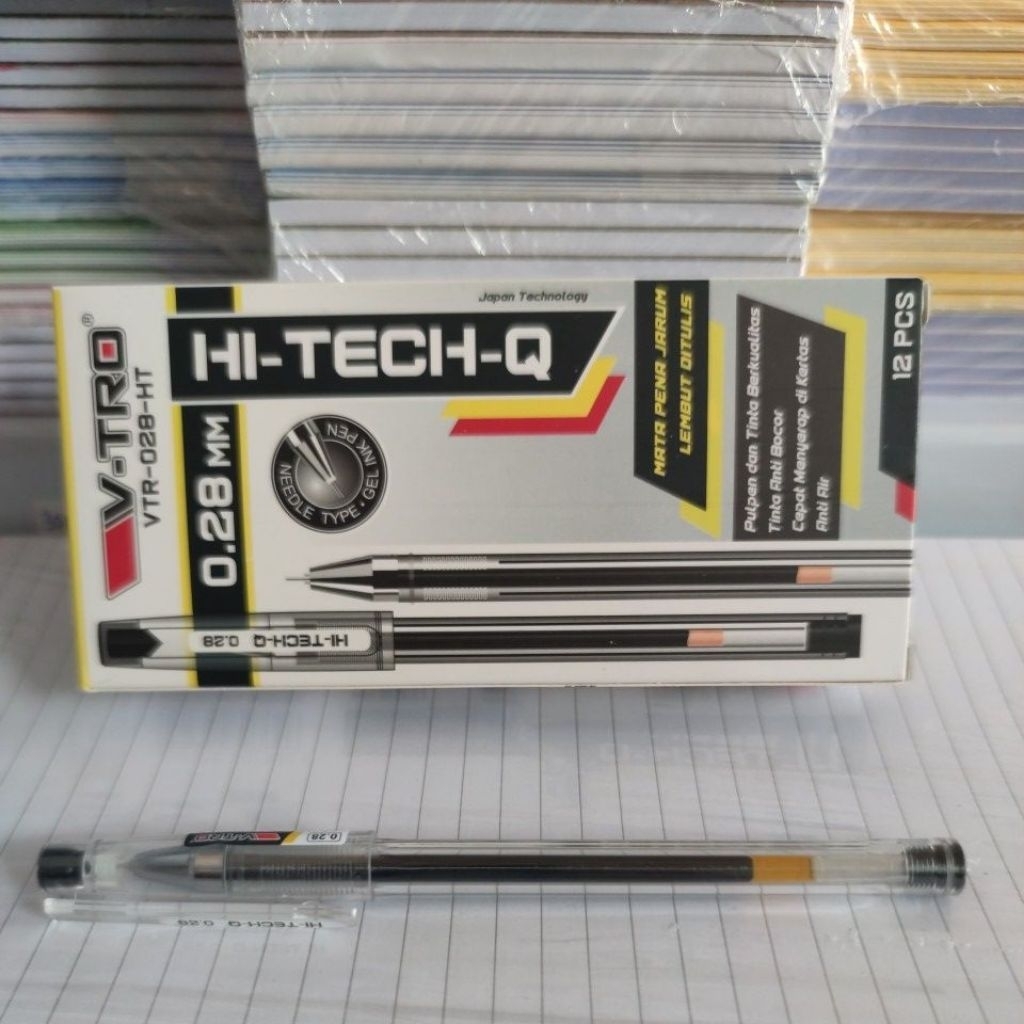 Japan Technology
V-TRO®
VTR-028-HT
HI-TECH-Q
0.28 MM
NEEDLE TYPE · GEL INK PEN
MATA PENA JARUM
LEMBUT DITULIS
Pulpen dan Tinta Berkualitas
Tinta Anti Bocor
Cepat Menyerap di Kertas
Anti Air
12 PCS
HI-TECH-Q 0.28
V-TRO 0.28
HI-TECH-Q 0.28